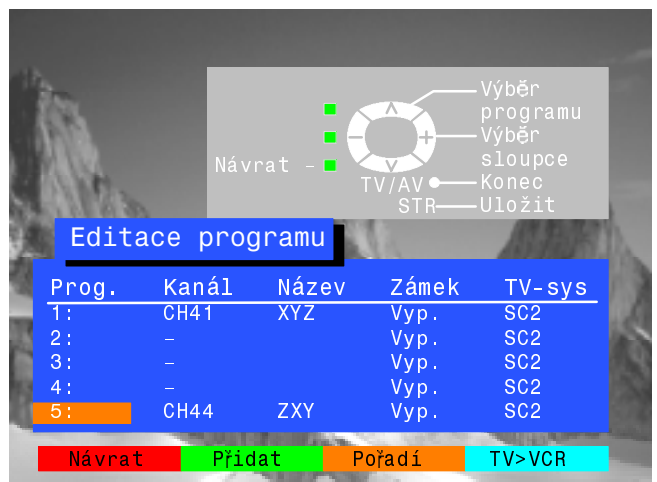 Výběr
programu
Výběr
sloupce
Návrat –
TV/AV Konec
STR Uložit
Editace programu
Prog. Kanál Název Zámek TV-sys
1: CH41 XYZ Vyp. SC2
2: – Vyp. SC2
3: – Vyp. SC2
4: – Vyp. SC2
5: CH44 ZXY Vyp. SC2
Návrat Přidat Pořadí TV>VCR